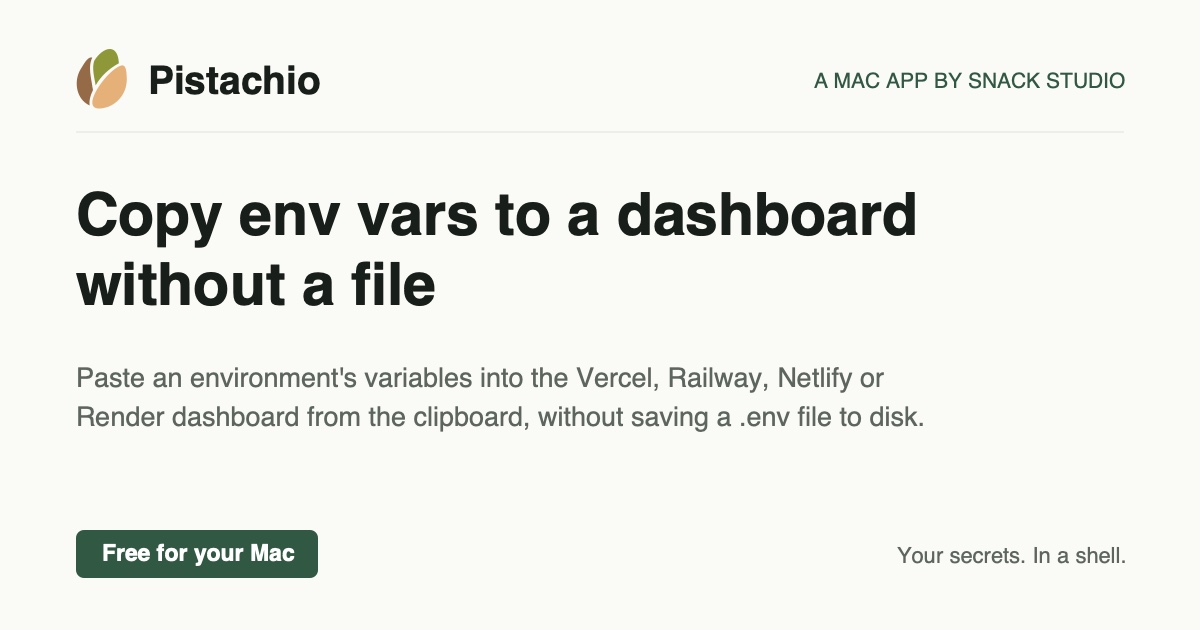 Pistachio
A MAC APP BY SNACK STUDIO
Copy env vars to a dashboard
without a file
Paste an environment's variables into the Vercel, Railway, Netlify or
Render dashboard from the clipboard, without saving a .env file to disk.
Free for your Mac
Your secrets. In a shell.